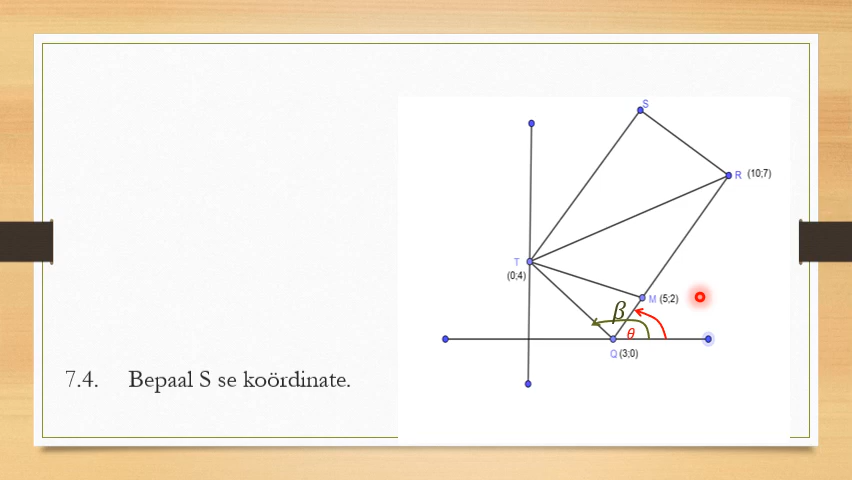 S
R (10;7)
T
(0;4)
M (5;2)
β
θ
Q (3;0)
7.4. Bepaal S se koördinate.